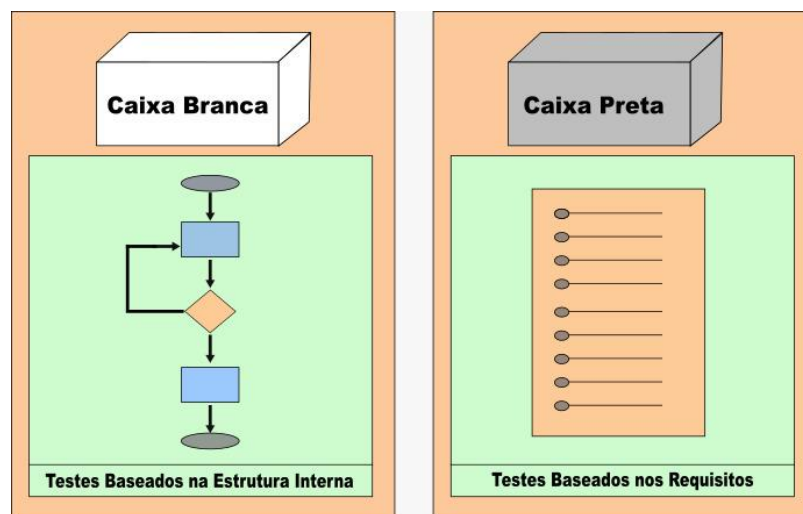 Caixa Branca
Caixa Preta
Testes Baseados na Estrutura Interna
Testes Baseados nos Requisitos